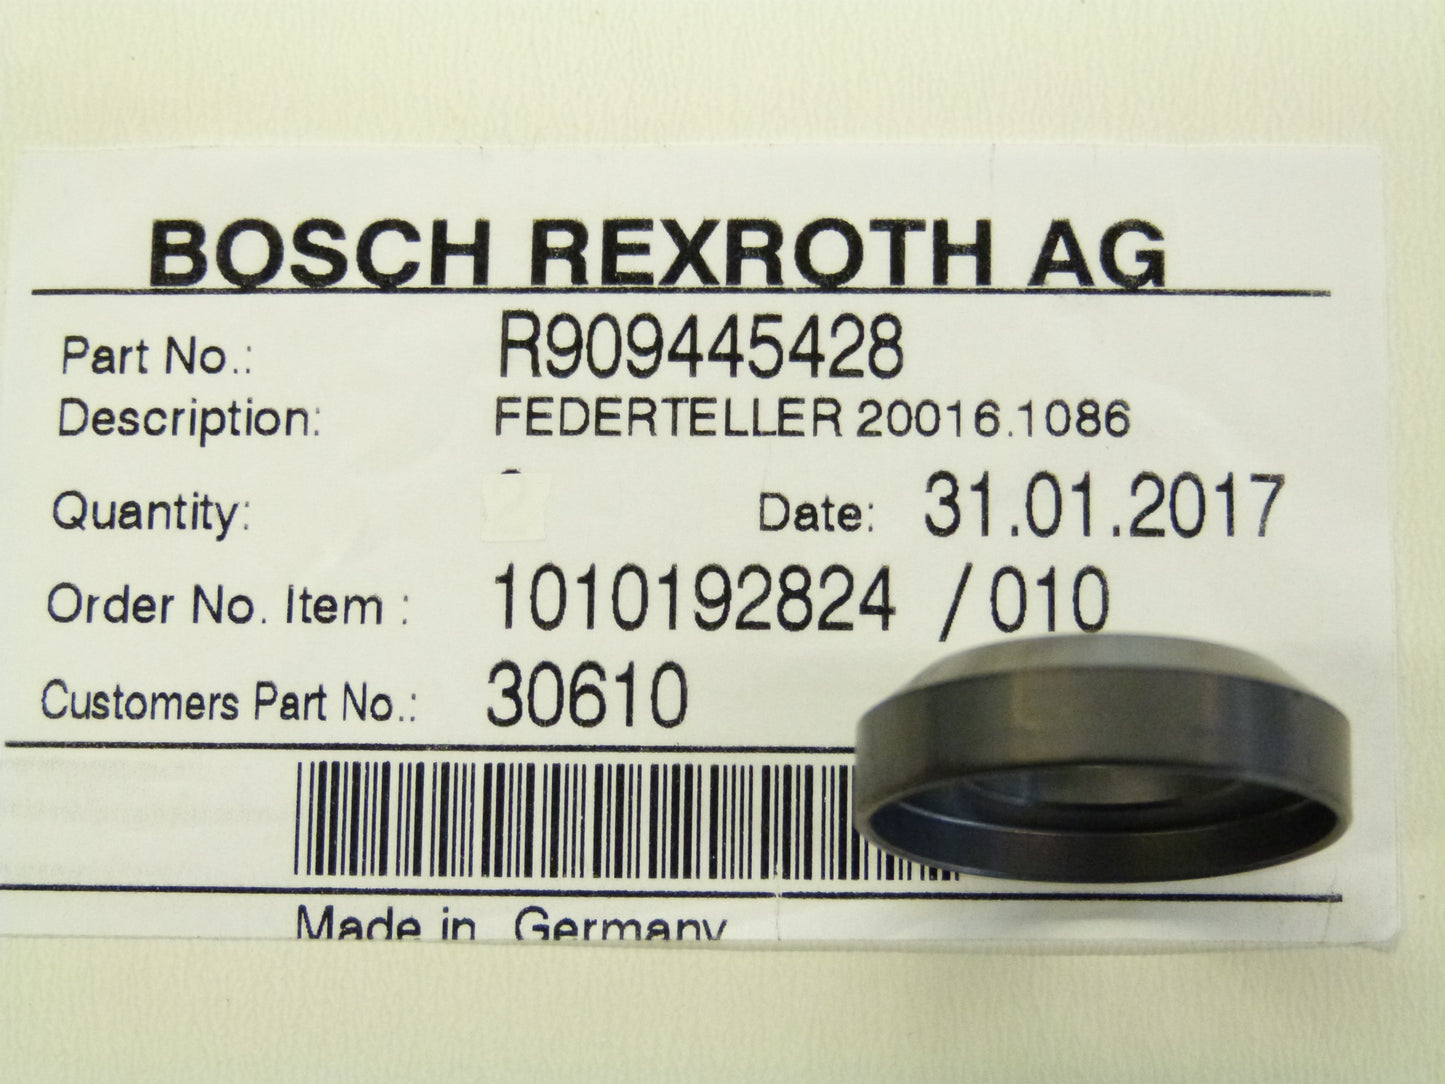 BOSCH REXROTH AG
Part No.: R909445428
Description: FEDERTELLER 20016.1086
Quantity: Date: 31.01.2017
Order No. Item : 1010192824 / 010
Customers Part No.: 30610
Made in Germany